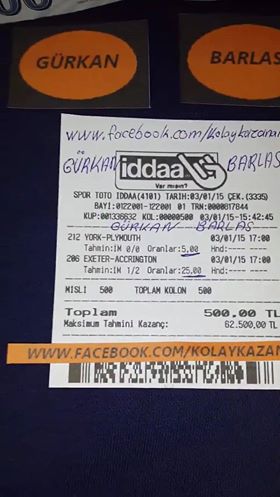 GÜRKAN
BARLAS
www.facebook.com/kolaykazanan
GÜRKAN
iddaa
BARLAS
Var mısın?
SPOR TOTO IDDAA(4101) TARIH:03/01/15 ÇEK.(3335)
BAYI:0122001-122001 01 TRN:0000817844
KUP:001336632 KOL:00000500 03/01/15-15:42:45
GÜRKAN BARLAS
212 YORK-PLYMOUTH 03/01/15 17:00
Tahmin:IM 0/0 Oranlar:5,00 Hnd:---- ----
206 EXETER-ACCRINGTON 03/01/15 17:00
Tahmin:IM 1/2 Oranlar:25,00 Hnd:---- ----
MISLI 500 TOPLAM KOLON 500
Toplam 500,00 TL
Maksimum Tahmini Kazanç: 62.500,00 TL
WWW.FACEBOOK.COM/KOLAYKAZAN